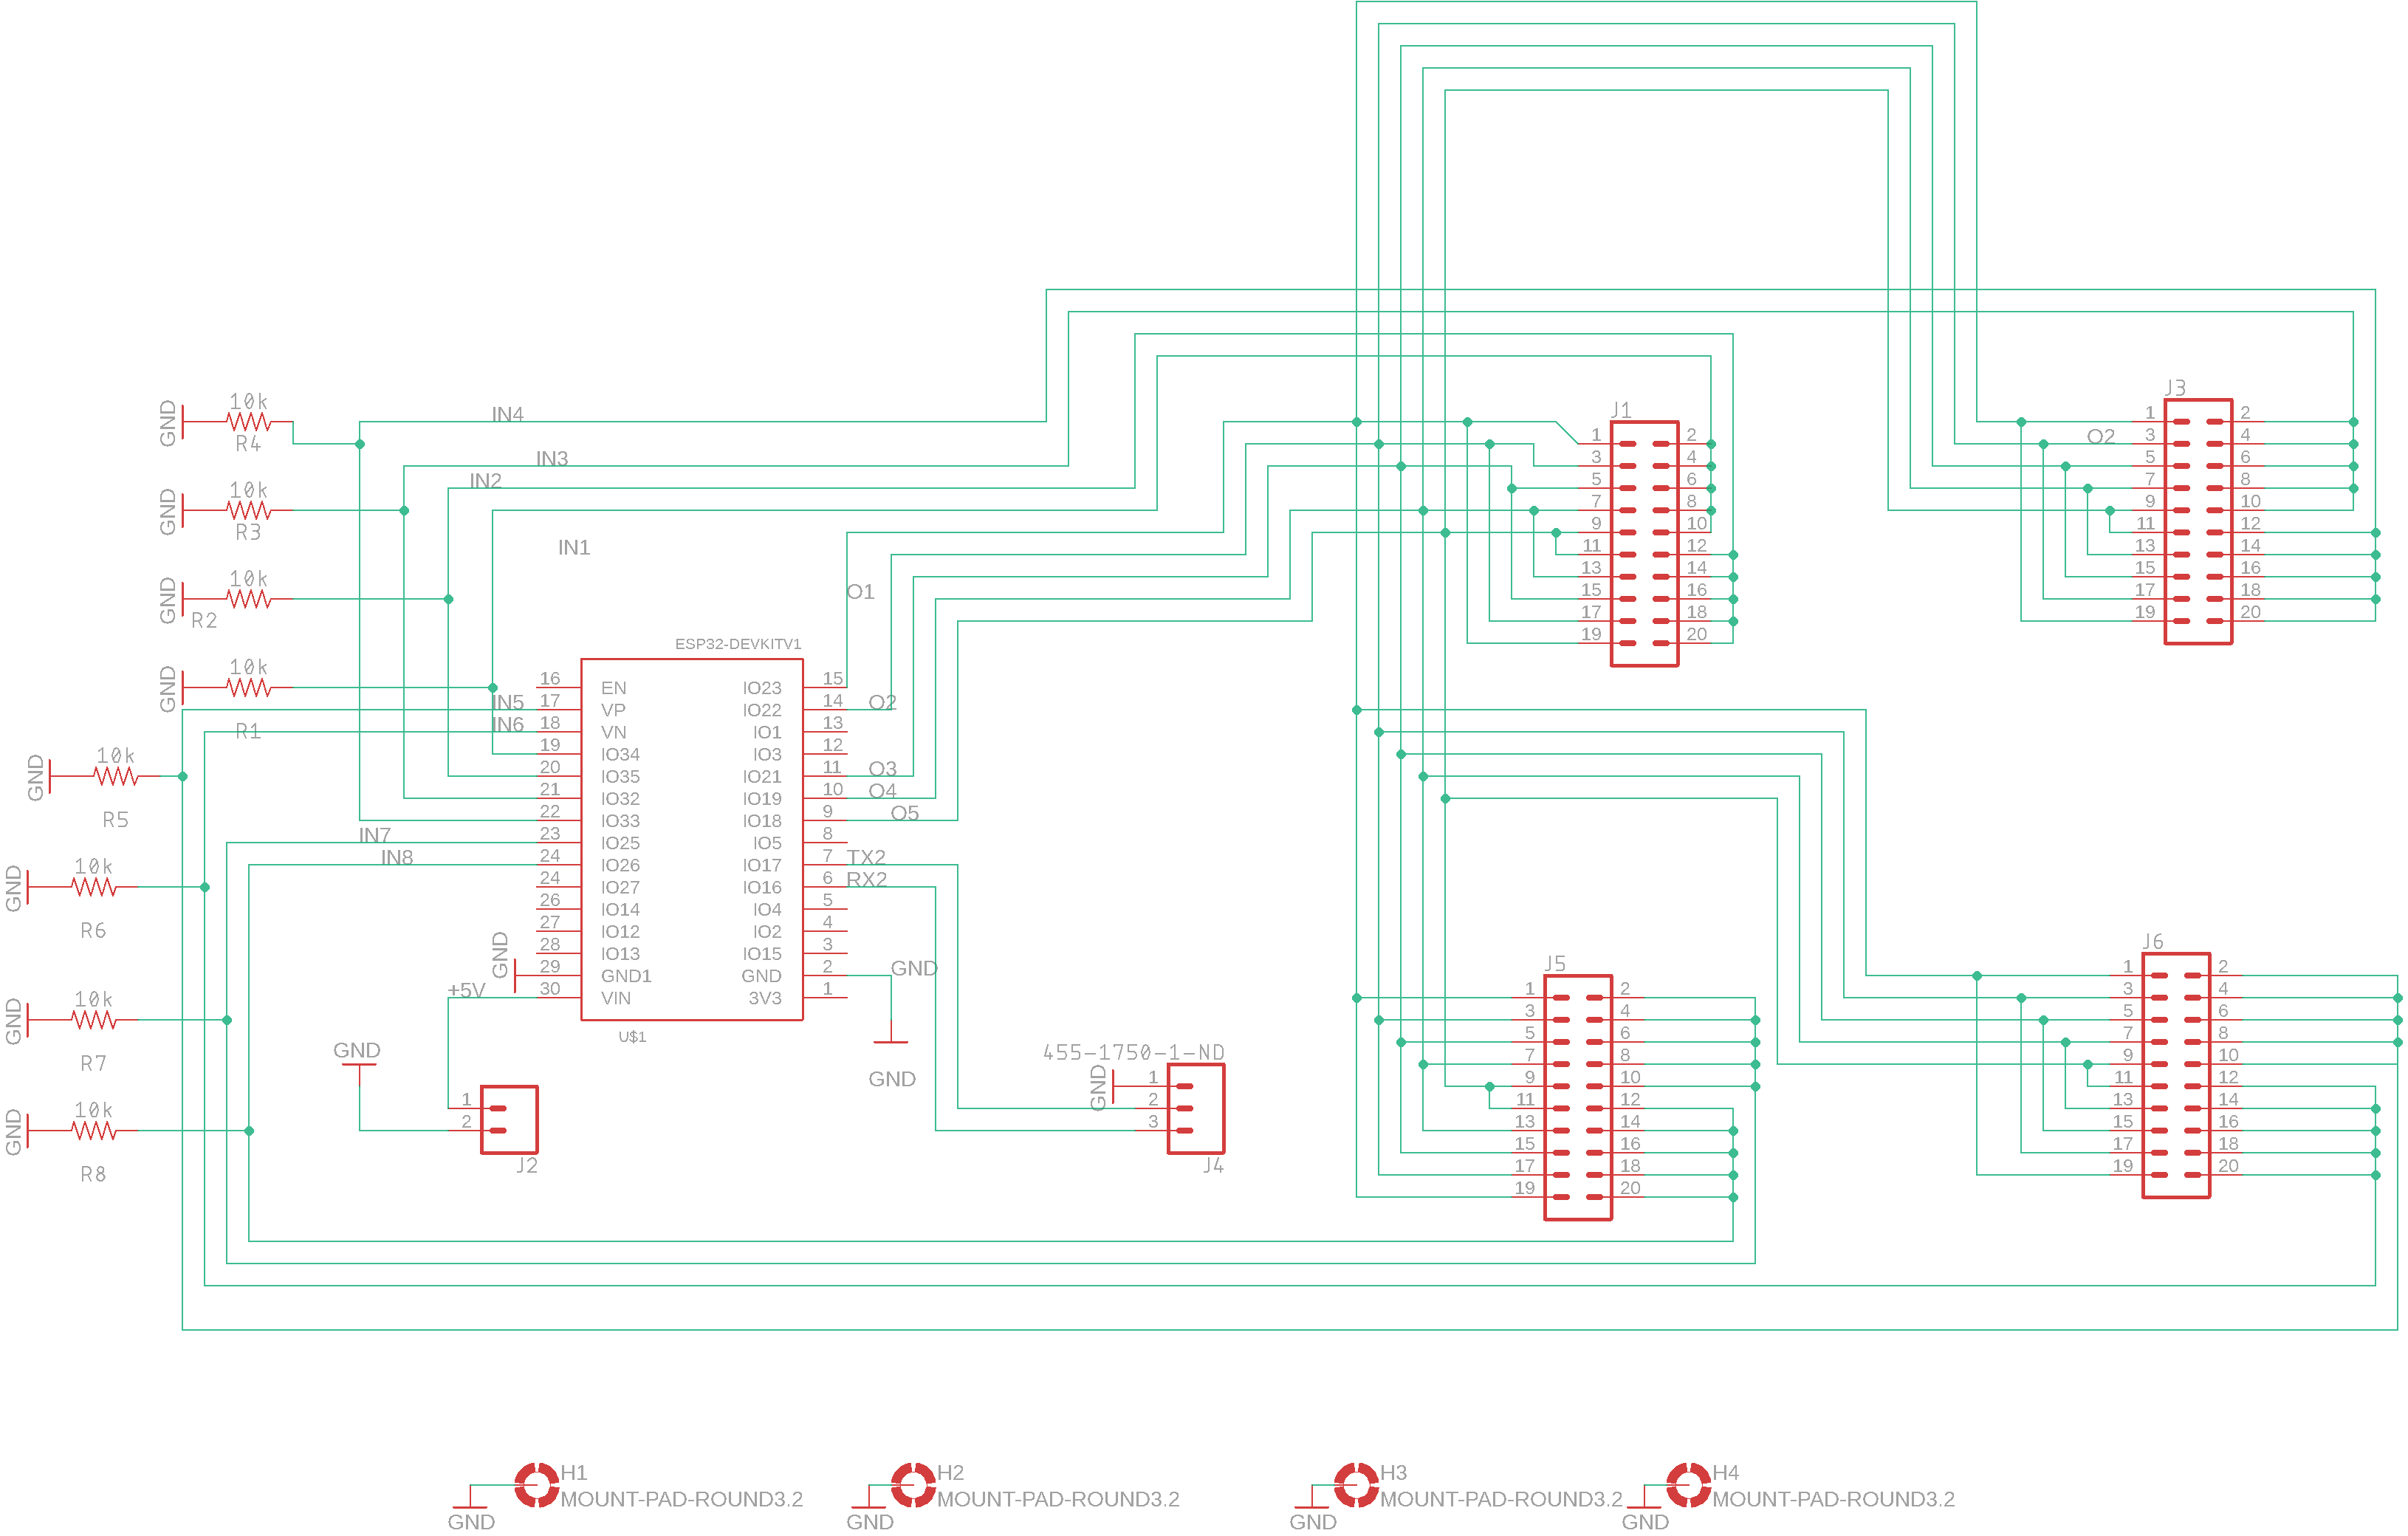 IN4
IN3
IN2
IN1
GND
10k
R4
GND
10k
R3
GND
10k
R2
GND
10k
R1
GND
10k
R5
GND
10k
R6
GND
10k
R7
GND
10k
R8
IN5
IN6
IN7
IN8
ESP32-DEVKITV1
16 EN IO23 15
17 VP IO22 14
18 VN IO1 13
19 IO34 IO3 12
20 IO35 IO21 11
21 IO32 IO19 10
22 IO33 IO18 9
23 IO25 IO5 8
24 IO26 IO17 7
24 IO27 IO16 6
26 IO14 IO4 5
27 IO12 IO2 4
28 IO13 IO15 3
29 GND1 GND 2
30 VIN 3V3 1
U$1
O1
O2
O3
O4
O5
TX2
RX2
GND
GND
GND
+5V
GND
1
2
J2
455-1750-1-ND
GND
1
2
3
J4
J1
1 2
3 4
5 6
7 8
9 10
11 12
13 14
15 16
17 18
19 20
J3
O2
1 2
3 4
5 6
7 8
9 10
11 12
13 14
15 16
17 18
19 20
J5
1 2
3 4
5 6
7 8
9 10
11 12
13 14
15 16
17 18
19 20
J6
1 2
3 4
5 6
7 8
9 10
11 12
13 14
15 16
17 18
19 20
H1
MOUNT-PAD-ROUND3.2
GND
H2
MOUNT-PAD-ROUND3.2
GND
H3
MOUNT-PAD-ROUND3.2
GND
H4
MOUNT-PAD-ROUND3.2
GND